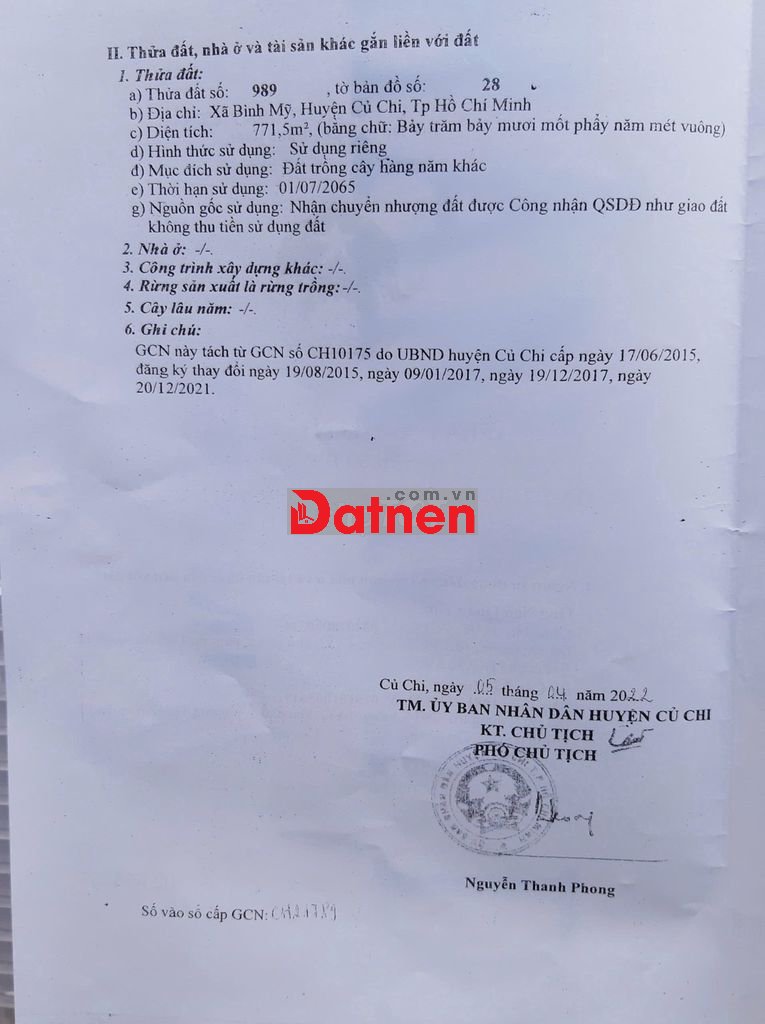 II. Thửa đất, nhà ở và tài sản khác gắn liền với đất
1. Thửa đất:
a) Thửa đất số: 989 , tờ bản đồ số: 28
b) Địa chỉ: Xã Bình Mỹ, Huyện Củ Chi, Tp Hồ Chí Minh
c) Diện tích: 771,5m², (bằng chữ: Bảy trăm bảy mươi mốt phẩy năm mét vuông)
d) Hình thức sử dụng: Sử dụng riêng
đ) Mục đích sử dụng: Đất trồng cây hàng năm khác
e) Thời hạn sử dụng: 01/07/2065
g) Nguồn gốc sử dụng: Nhận chuyển nhượng đất được Công nhận QSDĐ như giao đất
không thu tiền sử dụng đất
2. Nhà ở: -/-.
3. Công trình xây dựng khác: -/-.
4. Rừng sản xuất là rừng trồng: -/-.
5. Cây lâu năm: -/-.
6. Ghi chú:
GCN này tách từ GCN số CH10175 do UBND huyện Củ Chi cấp ngày 17/06/2015,
đăng ký thay đổi ngày 19/08/2015, ngày 09/01/2017, ngày 19/12/2017, ngày
20/12/2021.
.com.vn
Datnen
Củ Chi, ngày 05 tháng 04 năm 2022
TM. ỦY BAN NHÂN DÂN HUYỆN CỦ CHI
KT. CHỦ TỊCH
PHÓ CHỦ TỊCH
Nguyễn Thanh Phong
Số vào sổ cấp GCN: CH21789